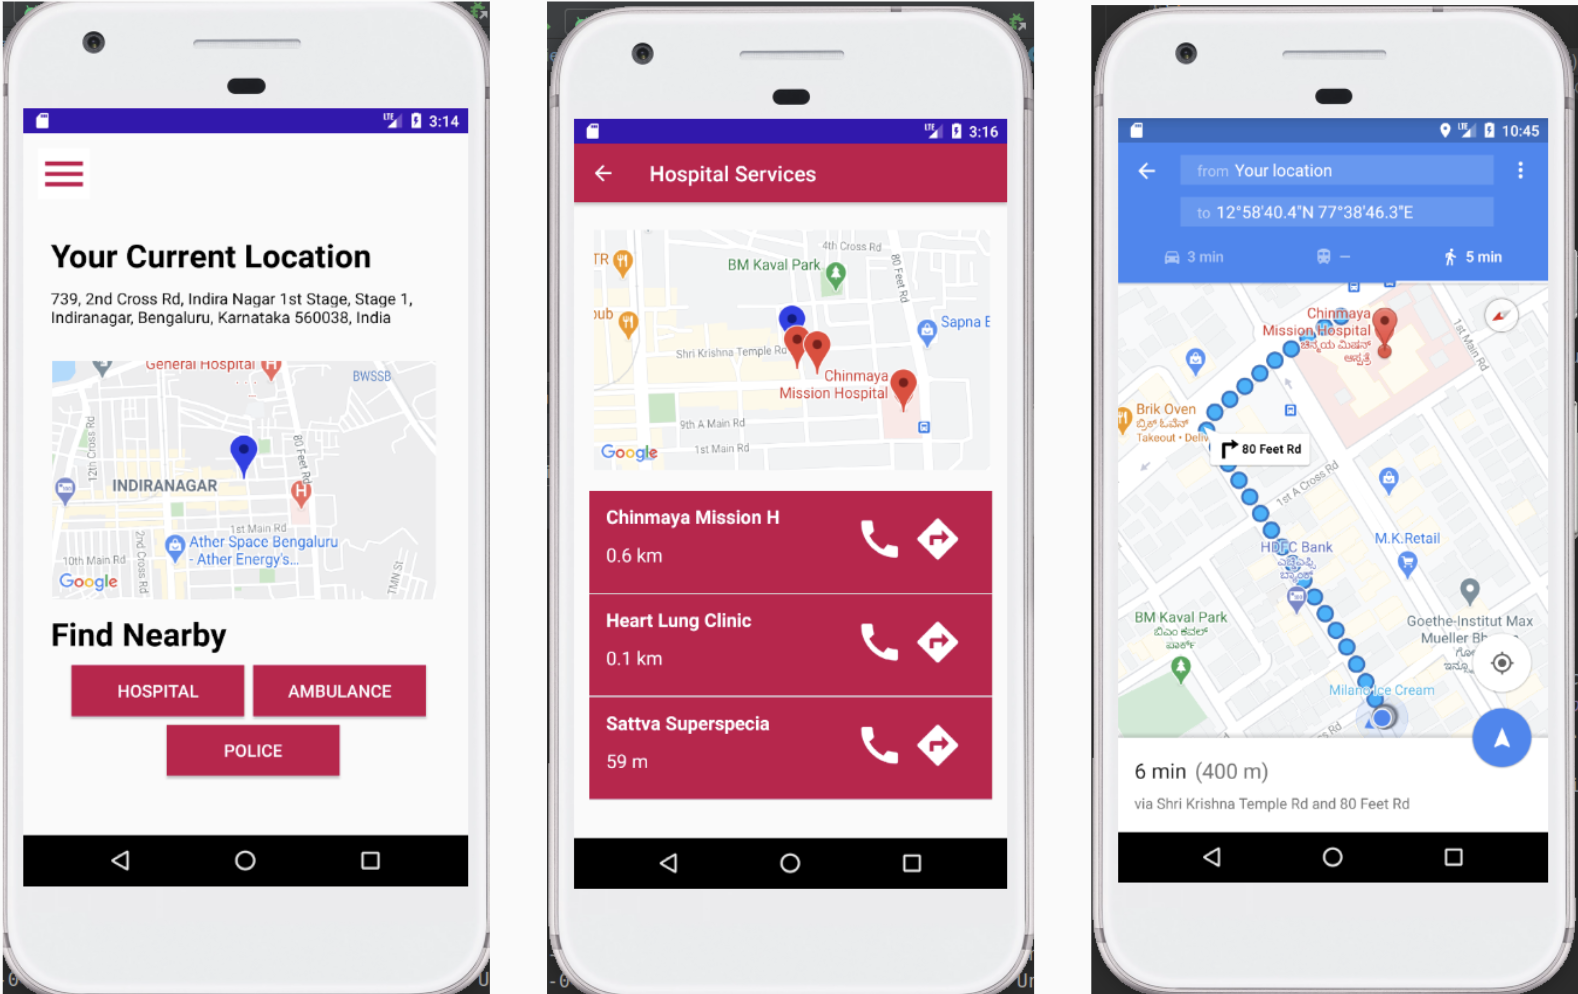 LTE 3:14
Your Current Location
739, 2nd Cross Rd, Indira Nagar 1st Stage, Stage 1,
Indiranagar, Bengaluru, Karnataka 560038, India
General Hospital
H
BWSSB
12th Cross Rd
80 Feet Rd
INDIRANAGAR
H
1st Main Rd
2nd Cross Rd
Ather Space Bengaluru
- Ather Energy's...
10th Main Rd
TMN St
Google
Find Nearby
HOSPITAL
AMBULANCE
POLICE
LTE 3:16
Hospital Services
4th Cross Rd
TR
BM Kaval Park
80 Feet Rd
Sapna
Shri Krishna Temple Rd
Chinmaya
Mission Hospital
9th A Main Rd
1st Main Rd
Google
Chinmaya Mission H
0.6 km
Heart Lung Clinic
0.1 km
Sattva Superspecia
59 m
LTE 10:45
from Your location
to 12°58'40.4"N 77°38'46.3"E
3 min
—
5 min
Chinmaya
Mission Hospital
ಚಿನ್ಮಯ ಮಿಷನ್
ಆಸ್ಪತ್ರೆ
1st Main Rd
Brik Oven
ಬ್ರಿಕ್ ಓವೆನ್
Takeout • Deliv
80 Feet Rd
1st A Cross Rd
HDFC Bank
M.K.Retail
BM Kaval Park
ಬಿಎಂ ಕವಲ್
ಪಾರ್ಕ್
Goethe-Institut Max
Mueller
Milano Ice Cream
Rd
6 min (400 m)
via Shri Krishna Temple Rd and 80 Feet Rd